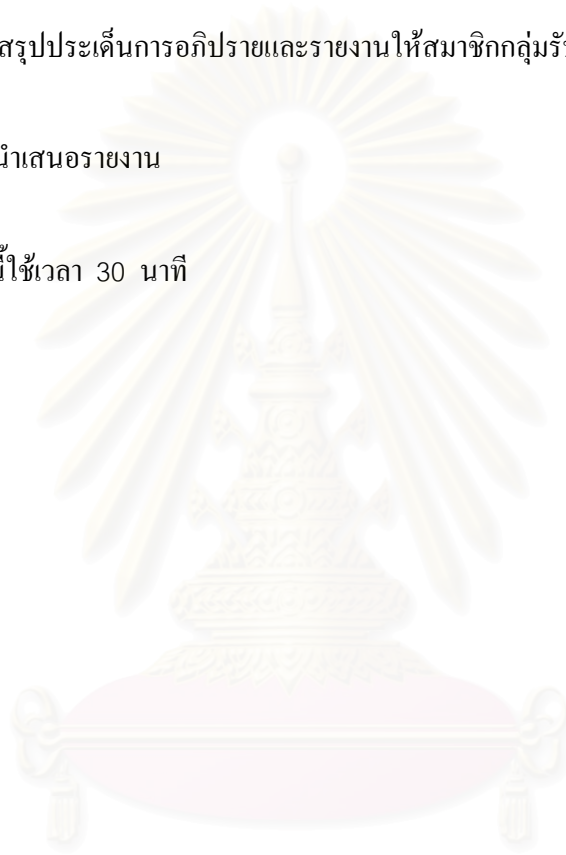 สรุปประเด็นการอภิปรายและรายงานให้สมาชิกกลุ่ม
นำเสนอรายงาน
นี้ใช้เวลา 30 นาที